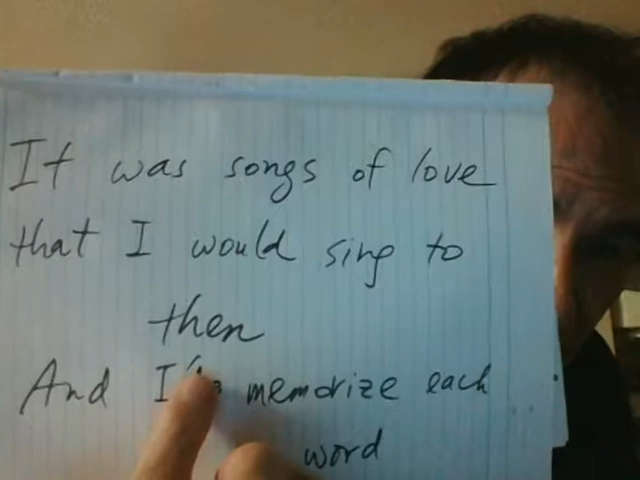 It was songs of love
that I would sing to
then
And I'd memorize each
word